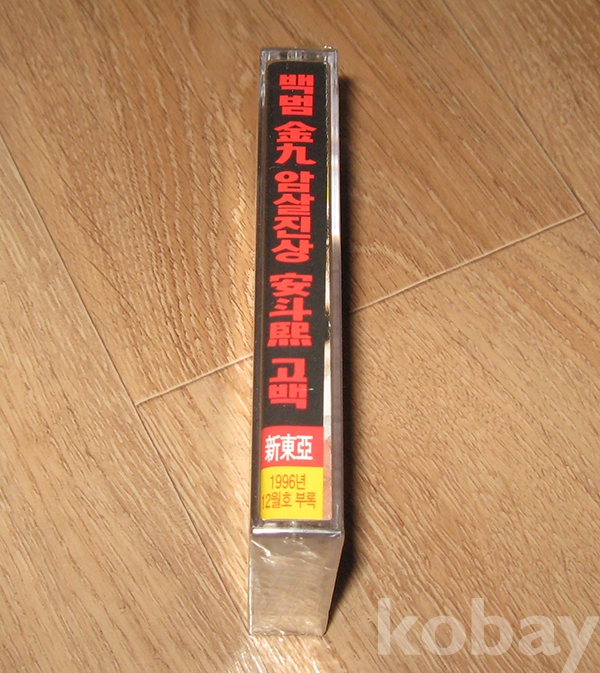 백범 金九 암살진상 安斗熙 고백
新東亞
1996년
12월호 부록
kobay